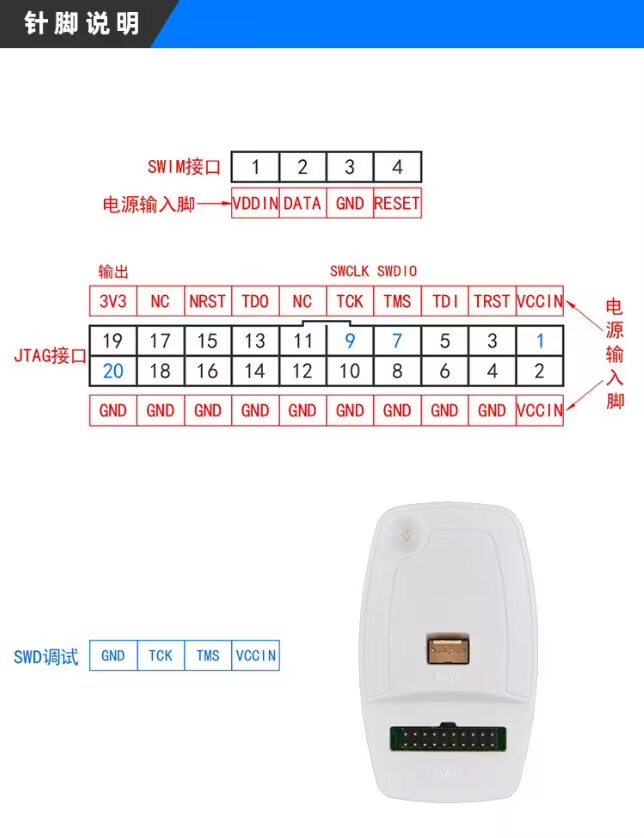 针脚说明
SWIM接口 1 2 3 4
电源输入脚 VDDIN DATA GND RESET
输出 SWCLK SWDIO
3V3 NC NRST TDO NC TCK TMS TDI TRST VCCIN
19 17 15 13 11 9 7 5 3 1
JTAG接口
20 18 16 14 12 10 8 6 4 2
GND GND GND GND GND GND GND GND GND VCCIN
电源输入脚
SWD调试 GND TCK TMS VCCIN